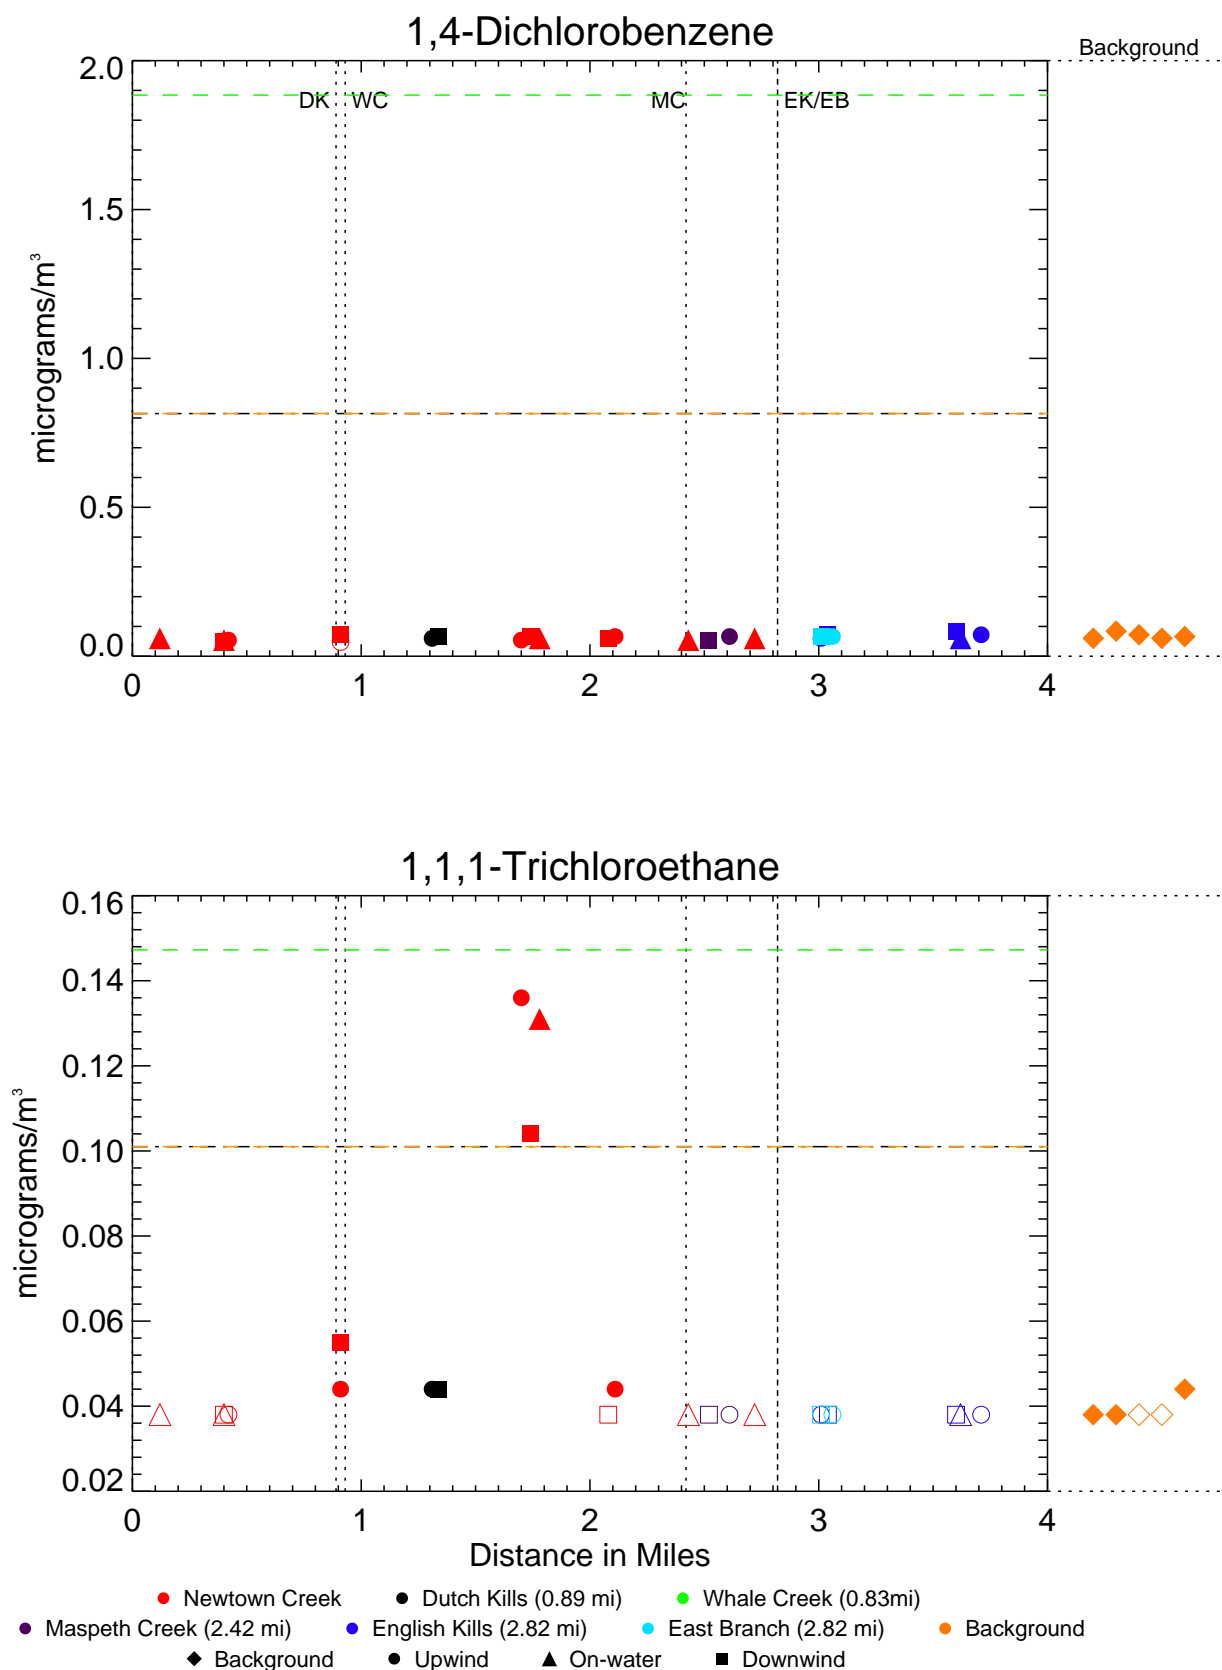 1,4-Dichlorobenzene
Background
2.0
DK WC MC EK/EB
1.5
micrograms/m³
1.0
0.5
0.0
0 1 2 3 4
1,1,1-Trichloroethane
0.16
0.14
0.12
micrograms/m³
0.10
0.08
0.06
0.04
0.02
0 1 2 3 4
Distance in Miles
Newtown Creek Dutch Kills (0.89 mi) Whale Creek (0.83mi)
Maspeth Creek (2.42 mi) English Kills (2.82 mi) East Branch (2.82 mi) Background
Background Upwind On-water Downwind